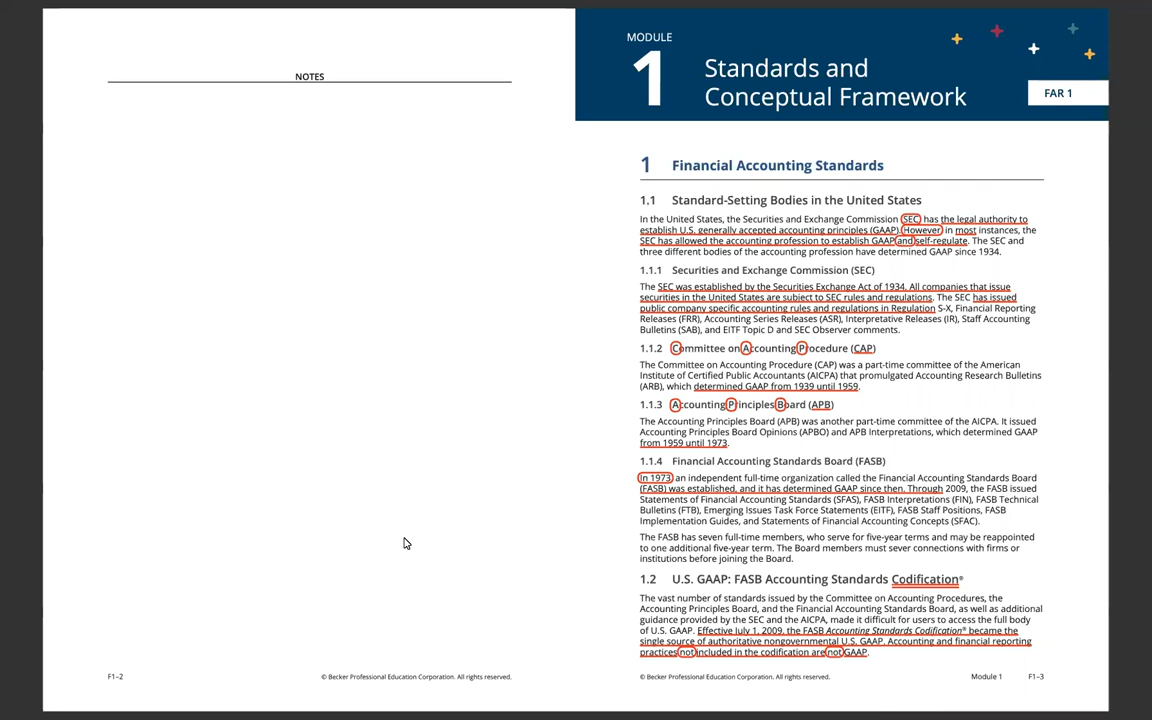 NOTES
F1–2
© Becker Professional Education Corporation. All rights reserved.
MODULE
1
Standards and
Conceptual Framework
FAR 1
1 Financial Accounting Standards
1.1 Standard-Setting Bodies in the United States
In the United States, the Securities and Exchange Commission (SEC) has the legal authority to
establish U.S. generally accepted accounting principles (GAAP). However, in most instances, the
SEC has allowed the accounting profession to establish GAAP and self-regulate. The SEC and
three different bodies of the accounting profession have determined GAAP since 1934.
1.1.1 Securities and Exchange Commission (SEC)
The SEC was established by the Securities Exchange Act of 1934. All companies that issue
securities in the United States are subject to SEC rules and regulations. The SEC has issued
public company specific accounting rules and regulations in Regulation S-X, Financial Reporting
Releases (FRR), Accounting Series Releases (ASR), Interpretative Releases (IR), Staff Accounting
Bulletins (SAB), and EITF Topic D and SEC Observer comments.
1.1.2 Committee on Accounting Procedure (CAP)
The Committee on Accounting Procedure (CAP) was a part-time committee of the American
Institute of Certified Public Accountants (AICPA) that promulgated Accounting Research Bulletins
(ARB), which determined GAAP from 1939 until 1959.
1.1.3 Accounting Principles Board (APB)
The Accounting Principles Board (APB) was another part-time committee of the AICPA. It issued
Accounting Principles Board Opinions (APBO) and APB Interpretations, which determined GAAP
from 1959 until 1973.
1.1.4 Financial Accounting Standards Board (FASB)
In 1973, an independent full-time organization called the Financial Accounting Standards Board
(FASB) was established, and it has determined GAAP since then. Through 2009, the FASB issued
Statements of Financial Accounting Standards (SFAS), FASB Interpretations (FIN), FASB Technical
Bulletins (FTB), Emerging Issues Task Force Statements (EITF), FASB Staff Positions, FASB
Implementation Guides, and Statements of Financial Accounting Concepts (SFAC).
The FASB has seven full-time members, who serve for five-year terms and may be reappointed
to one additional five-year term. The Board members must sever connections with firms or
institutions before joining the Board.
1.2 U.S. GAAP: FASB Accounting Standards Codification®
The vast number of standards issued by the Committee on Accounting Procedures, the
Accounting Principles Board, and the Financial Accounting Standards Board, as well as additional
guidance provided by the SEC and the AICPA, made it difficult for users to access the full body
of U.S. GAAP. Effective July 1, 2009, the FASB Accounting Standards Codification® became the
single source of authoritative nongovernmental U.S. GAAP. Accounting and financial reporting
practices not included in the codification are not GAAP.
© Becker Professional Education Corporation. All rights reserved.
Module 1
F1–3